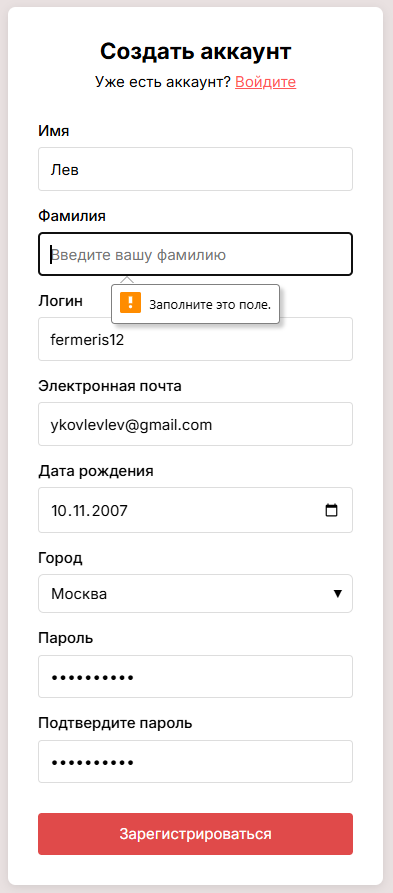 Создать аккаунт
Уже есть аккаунт? Войдите
Имя
Лев
Фамилия
Введите вашу фамилию
Заполните это поле.
Логин
fermeris12
Электронная почта
ykovlevlev@gmail.com
Дата рождения
10.11.2007
Город
Москва
Пароль
••••••••••
Подтвердите пароль
••••••••••
Зарегистрироваться